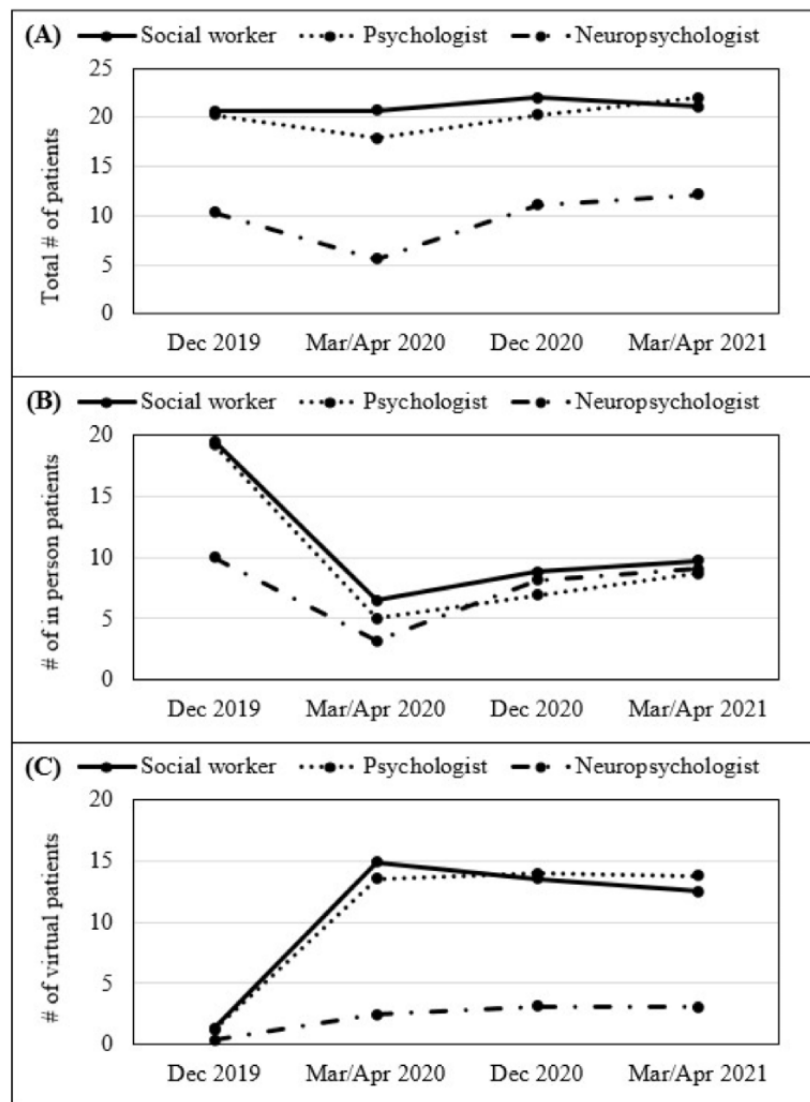 (A) Social worker Psychologist Neuropsychologist
25
20
15
10
5
0
Total # of patients
Dec 2019 Mar/Apr 2020 Dec 2020 Mar/Apr 2021
(B) Social worker Psychologist Neuropsychologist
20
15
10
5
0
# of in person patients
Dec 2019 Mar/Apr 2020 Dec 2020 Mar/Apr 2021
(C) Social worker Psychologist Neuropsychologist
20
15
10
5
0
# of virtual patients
Dec 2019 Mar/Apr 2020 Dec 2020 Mar/Apr 2021